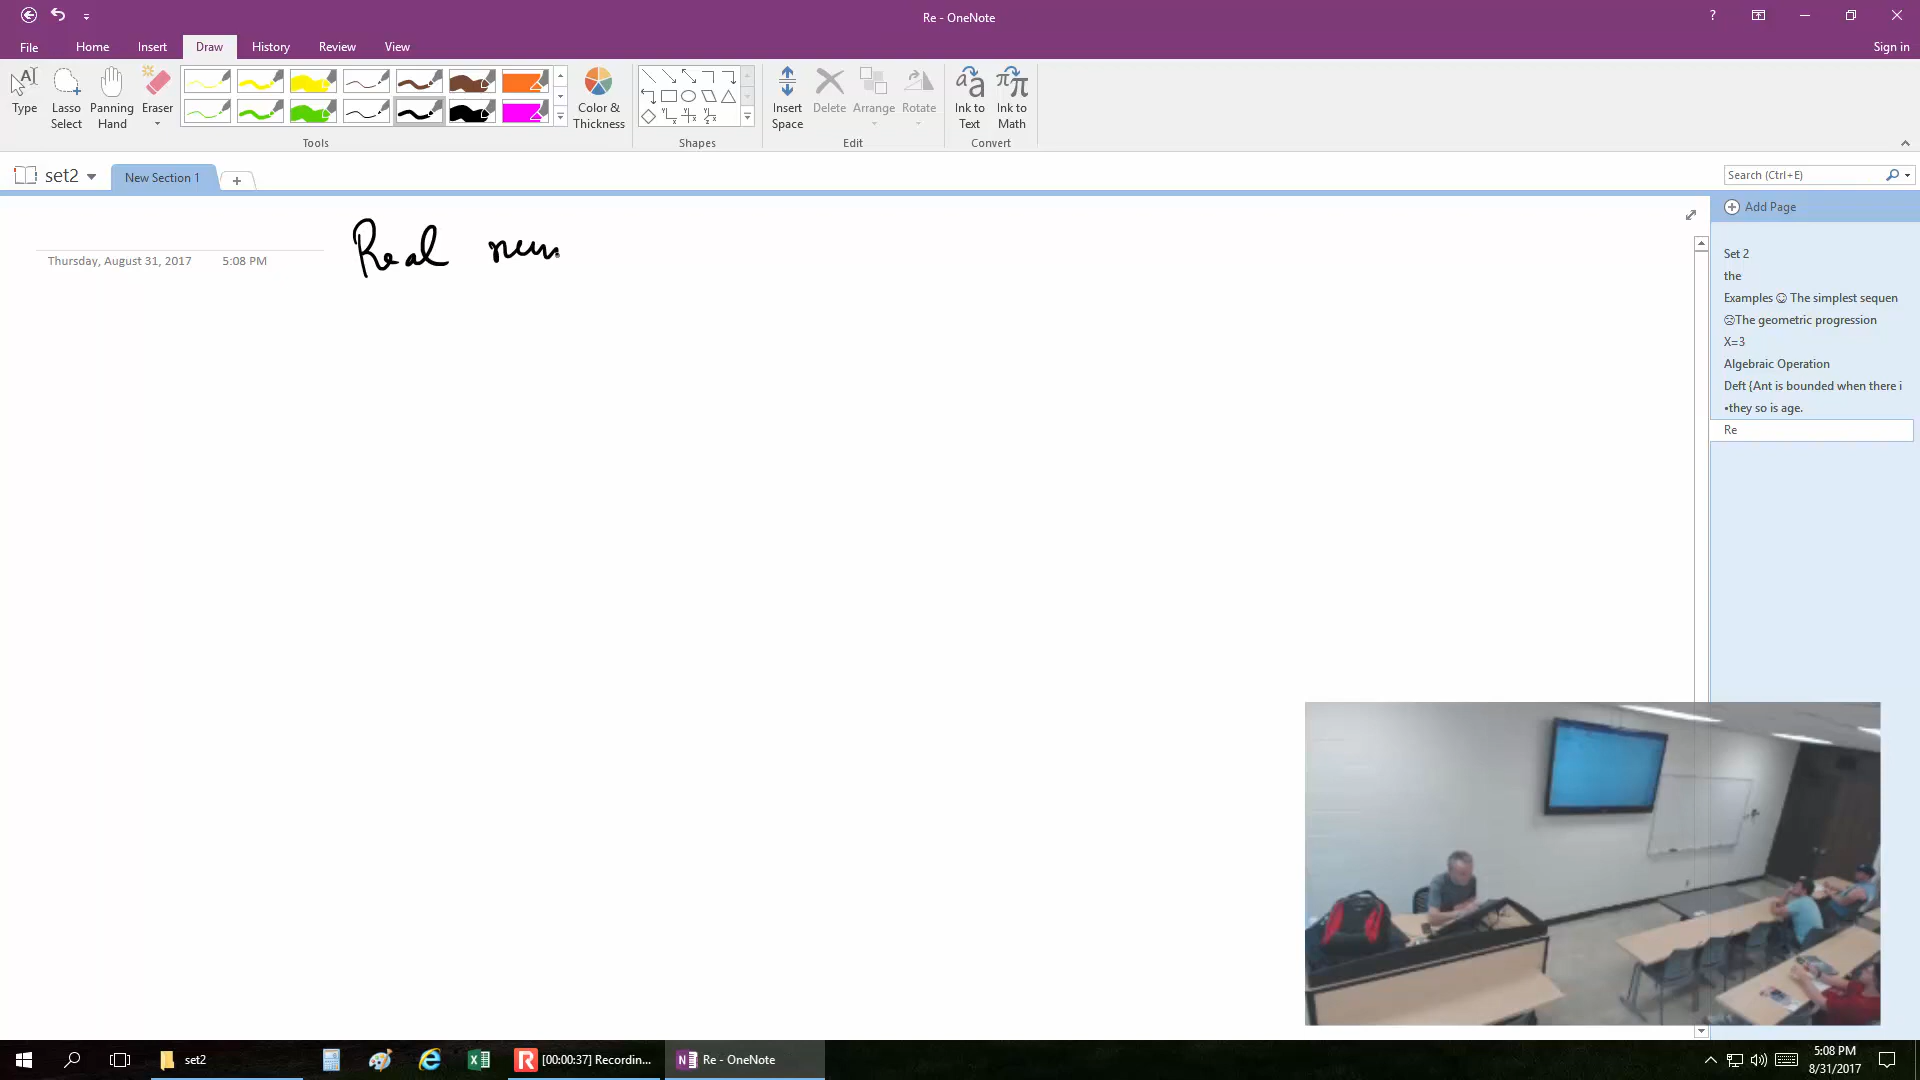 Re - OneNote
?
File
Home
Insert
Draw
History
Review
View
Sign in
Type
Lasso Select
Panning Hand
Eraser
Color & Thickness
Insert Space
Delete
Arrange
Rotate
Ink to Text
Ink to Math
Tools
Shapes
Edit
Convert
set2
New Section 1
Search (Ctrl+E)
Add Page
Real num
Thursday, August 31, 2017 5:08 PM
Set 2
the
Examples ☺ The simplest sequen
☹The geometric progression
X=3
Algebraic Operation
Deft {Ant is bounded when there i
•they so is age.
Re
set2
[00:00:37] Recordin...
Re - OneNote
5:08 PM
8/31/2017